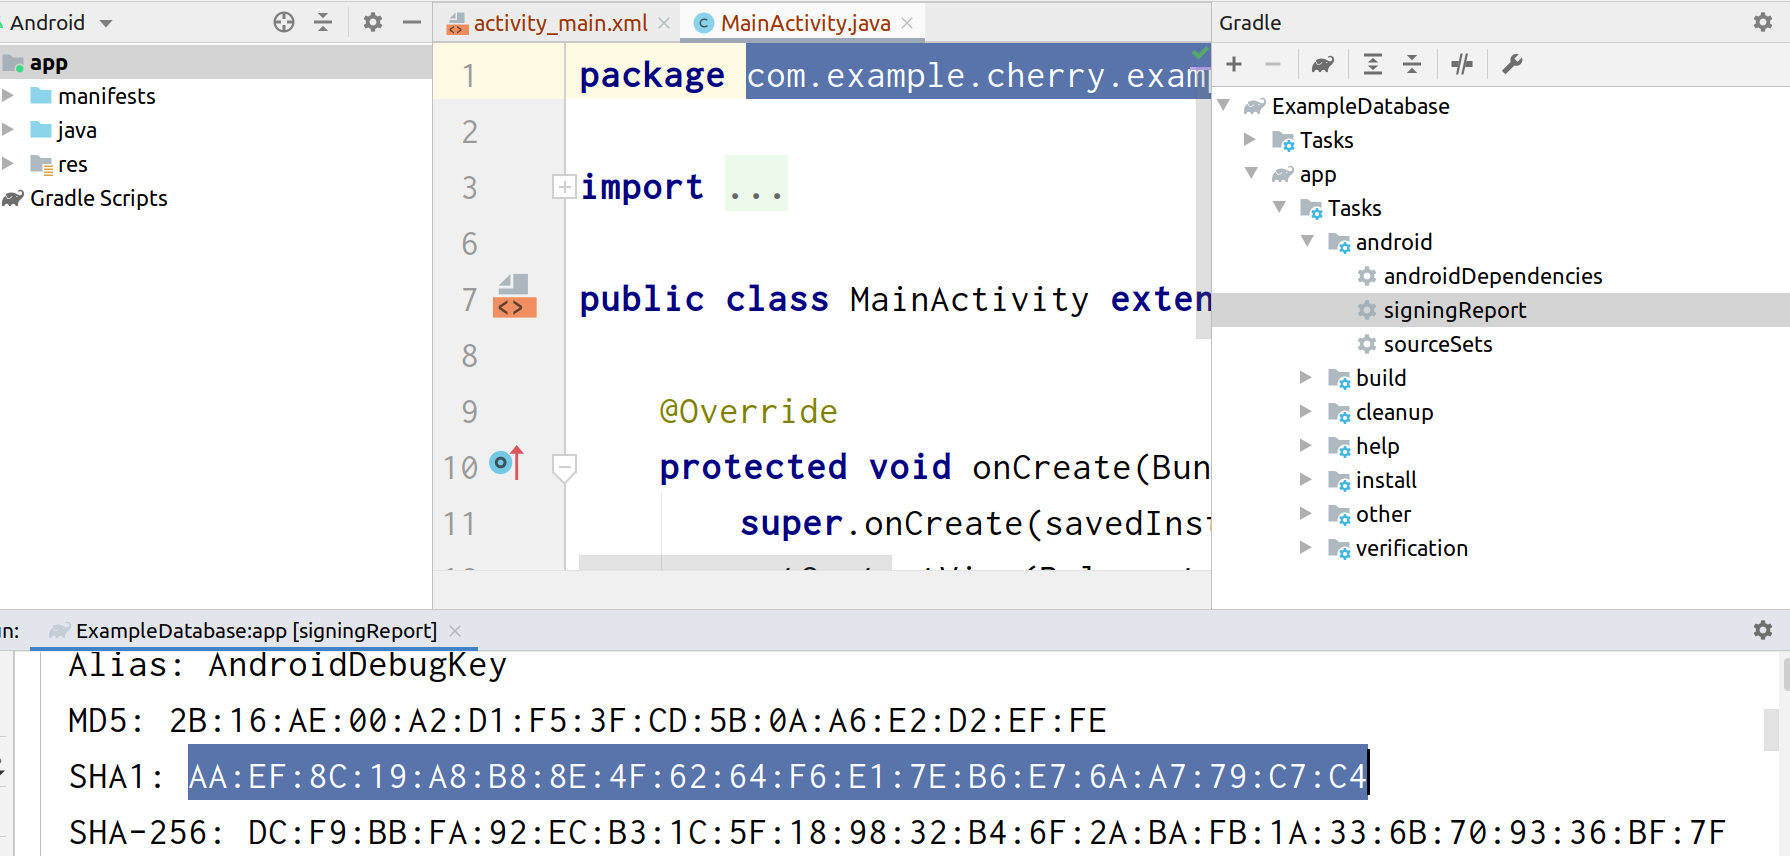 Android
app
manifests
java
res
Gradle Scripts
activity_main.xml
MainActivity.java
1 package com.example.cherry.exam
2
3 import ...
6
7 public class MainActivity exten
8
9 @Override
10 protected void onCreate(Bun
11 super.onCreate(savedInst
Gradle
ExampleDatabase
Tasks
app
Tasks
android
androidDependencies
signingReport
sourceSets
build
cleanup
help
install
other
verification
n: ExampleDatabase:app [signingReport]
Alias: AndroidDebugKey
MD5: 2B:16:AE:00:A2:D1:F5:3F:CD:5B:0A:A6:E2:D2:EF:FE
SHA1: AA:EF:8C:19:A8:B8:8E:4F:62:64:F6:E1:7E:B6:E7:6A:A7:79:C7:C4
SHA-256: DC:F9:BB:FA:92:EC:B3:1C:5F:18:98:32:B4:6F:2A:BA:FB:1A:33:6B:70:93:36:BF:7F